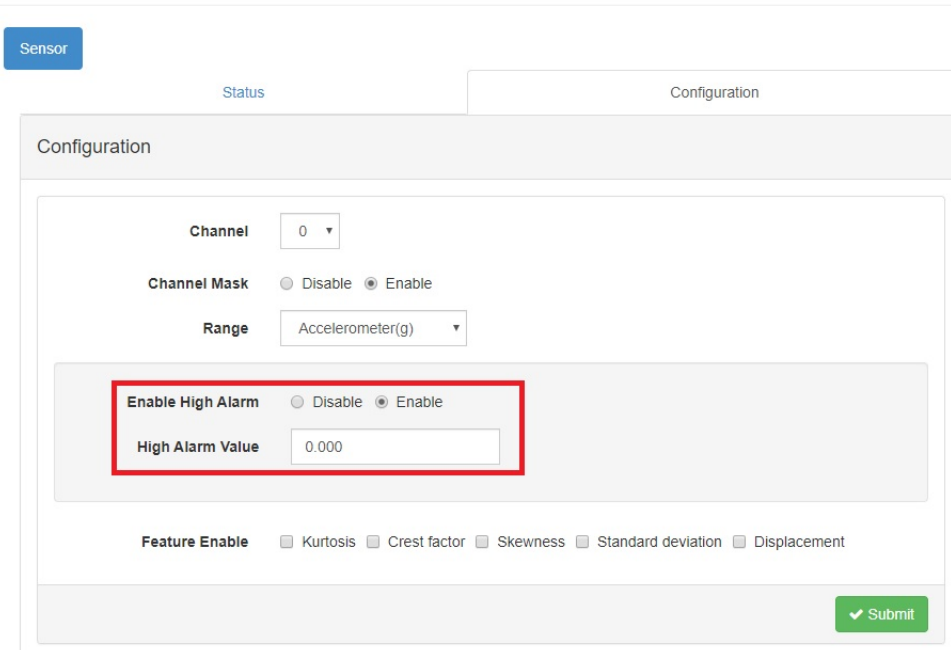 Sensor
Status Configuration
Configuration
Channel 0
Channel Mask Disable Enable
Range Accelerometer(g)
Enable High Alarm Disable Enable
High Alarm Value 0.000
Feature Enable Kurtosis Crest factor Skewness Standard deviation Displacement
Submit